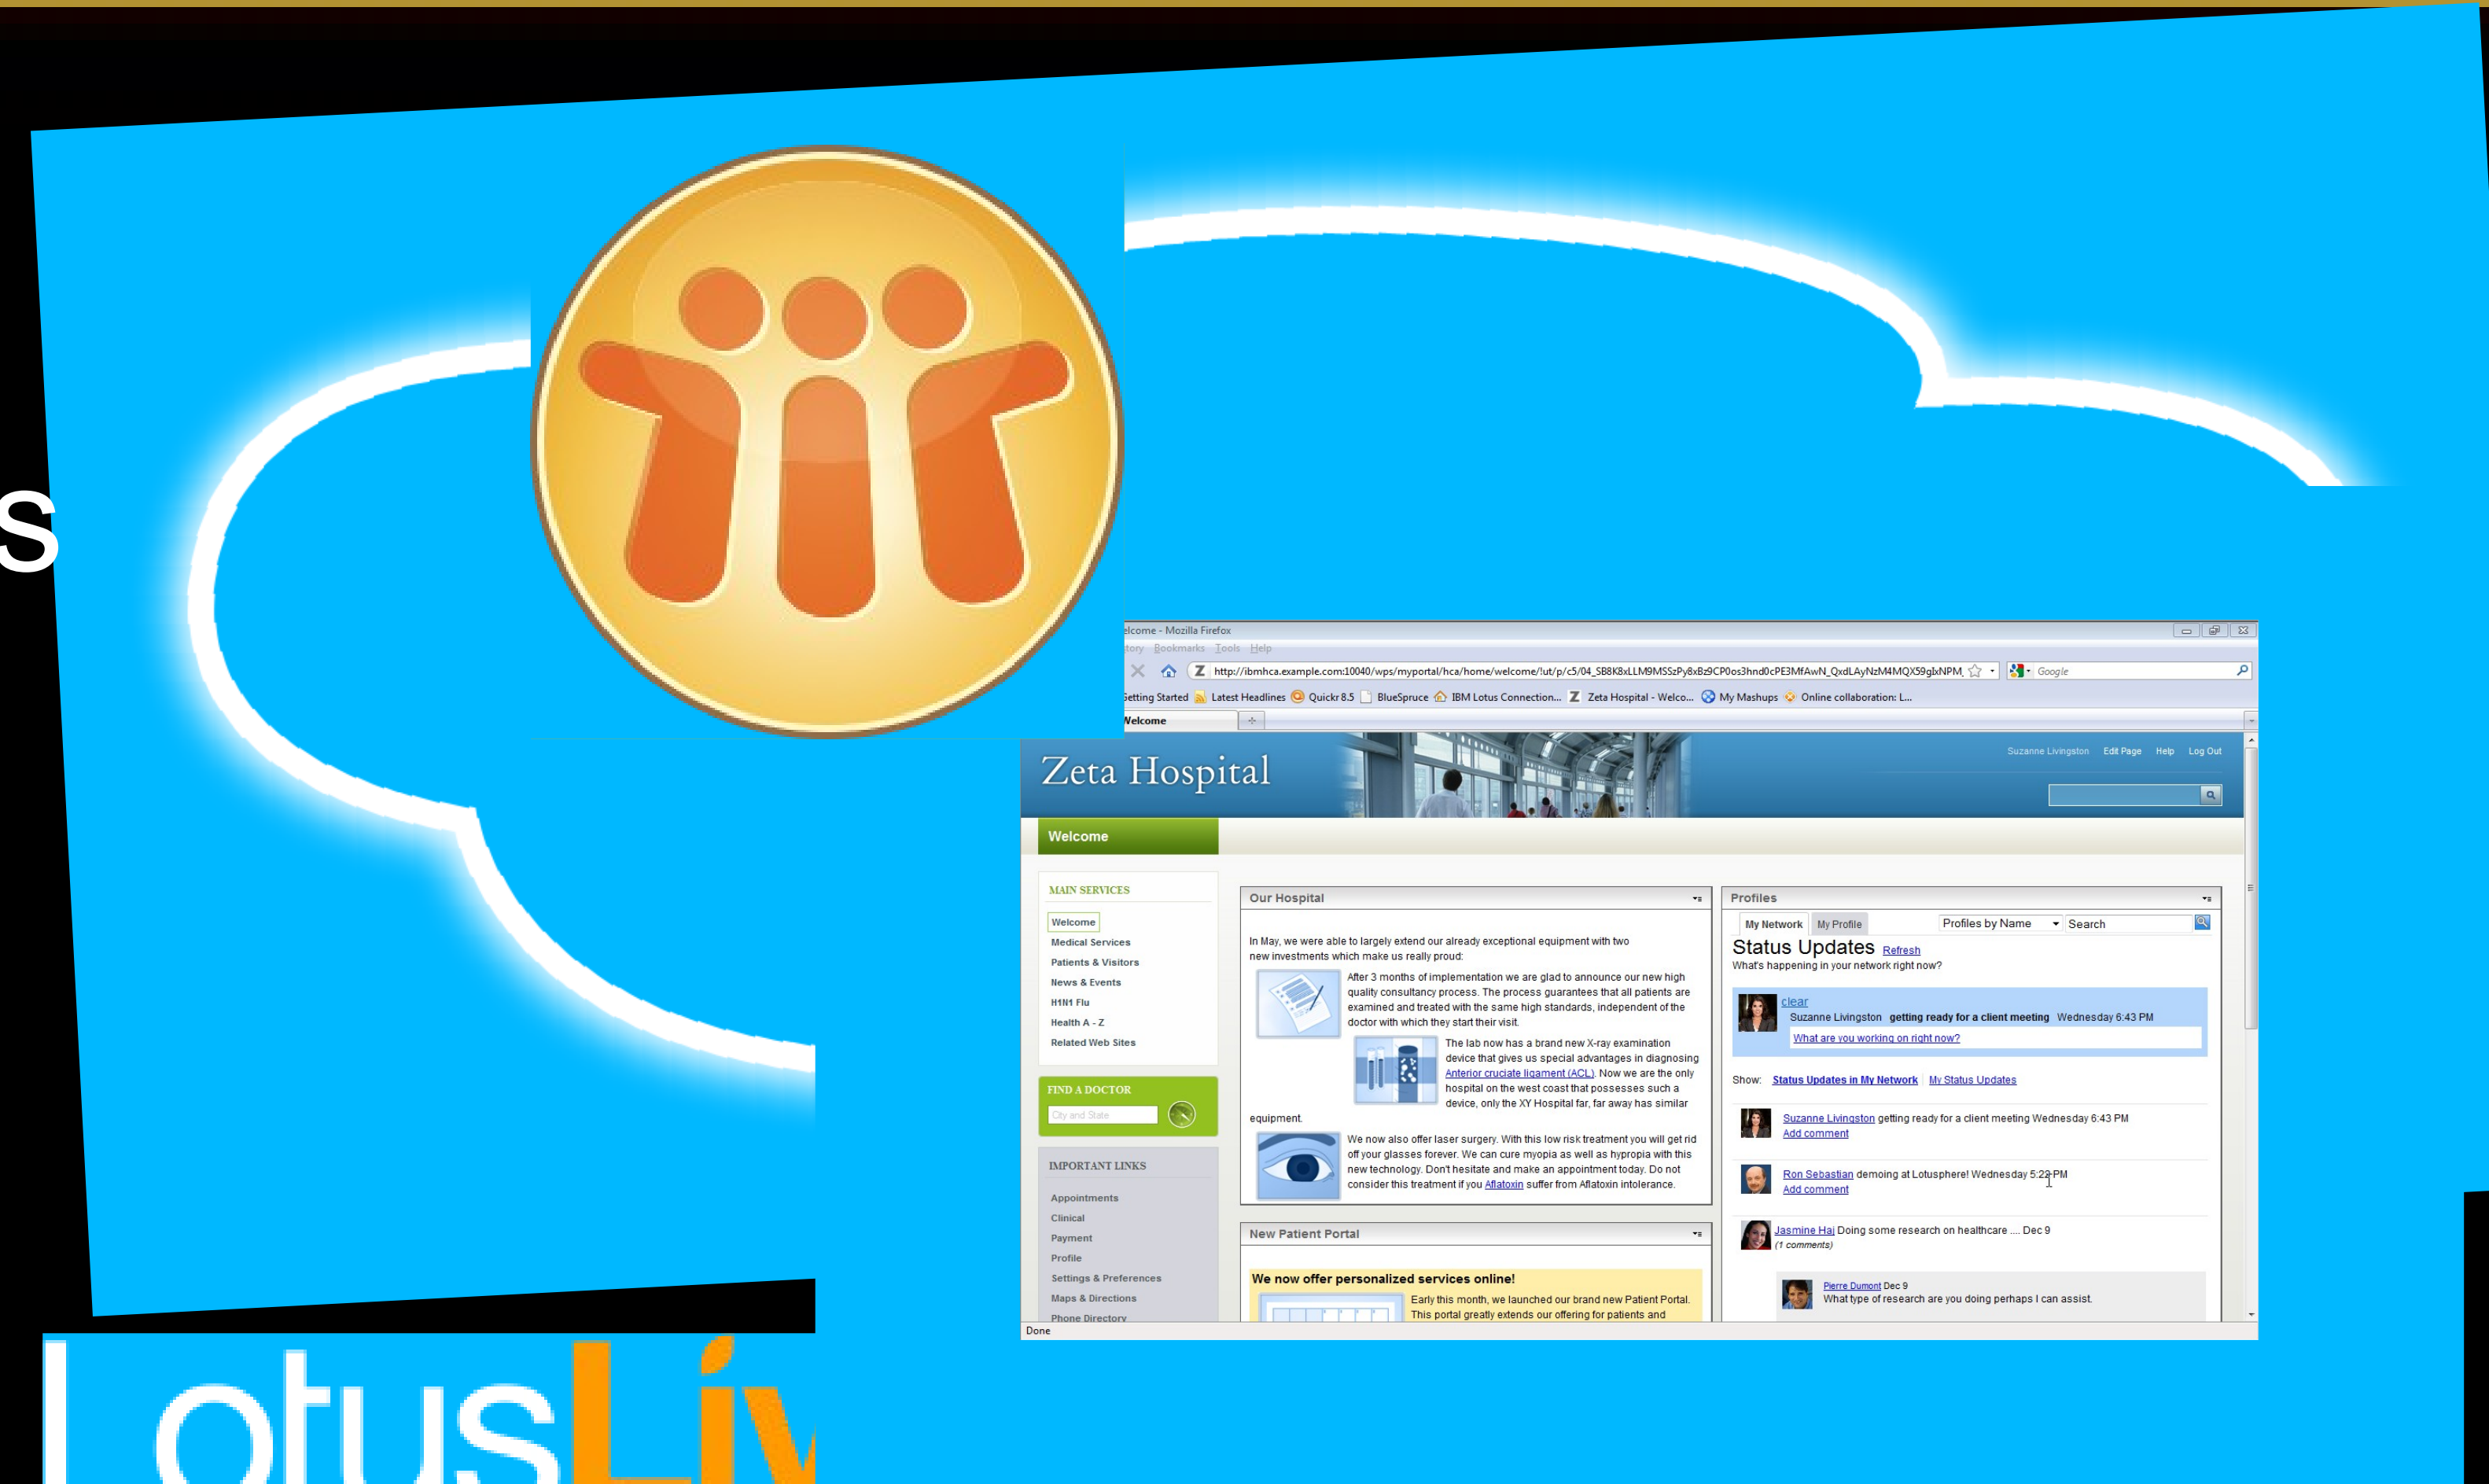 s
elcome - Mozilla Firefox
tory Bookmarks Tools Help
Z http://ibmhca.example.com:10040/wps/myportal/hca/home/welcome/!ut/p/c5/04_SB8K8xLLM9MSSzPy8xBz9CP0os3hnd0cPE3MfAwN_QxdLAyNzM4MQX59gIxNPM, Google
Getting Started Latest Headlines Quickr 8.5 BlueSpruce IBM Lotus Connection... Z Zeta Hospital - Welco... My Mashups Online collaboration: L...
Welcome
Zeta Hospital
Suzanne Livingston Edit Page Help Log Out
Welcome
MAIN SERVICES
Welcome
Medical Services
Patients & Visitors
News & Events
H1N1 Flu
Health A - Z
Related Web Sites
FIND A DOCTOR
City and State
IMPORTANT LINKS
Appointments
Clinical
Payment
Profile
Settings & Preferences
Maps & Directions
Phone Directory
Our Hospital
In May, we were able to largely extend our already exceptional equipment with two
new investments which make us really proud:
After 3 months of implementation we are glad to announce our new high
quality consultancy process. The process guarantees that all patients are
examined and treated with the same high standards, independent of the
doctor with which they start their visit.
The lab now has a brand new X-ray examination
device that gives us special advantages in diagnosing
Anterior cruciate ligament (ACL). Now we are the only
hospital on the west coast that possesses such a
device, only the XY Hospital far, far away has similar
equipment.
We now also offer laser surgery. With this low risk treatment you will get rid
off your glasses forever. We can cure myopia as well as hypropia with this
new technology. Don't hesitate and make an appointment today. Do not
consider this treatment if you Aflatoxin suffer from Aflatoxin intolerance.
New Patient Portal
We now offer personalized services online!
Early this month, we launched our brand new Patient Portal.
This portal greatly extends our offering for patients and
Profiles
My Network My Profile Profiles by Name Search
Status Updates Refresh
What's happening in your network right now?
clear
Suzanne Livingston getting ready for a client meeting Wednesday 6:43 PM
What are you working on right now?
Show: Status Updates in My Network My Status Updates
Suzanne Livingston getting ready for a client meeting Wednesday 6:43 PM
Add comment
Ron Sebastian demoing at Lotusphere! Wednesday 5:22 PM
Add comment
Jasmine Haj Doing some research on healthcare .... Dec 9
(1 comments)
Pierre Dumont Dec 9
What type of research are you doing perhaps I can assist.
Done
LotusLiv